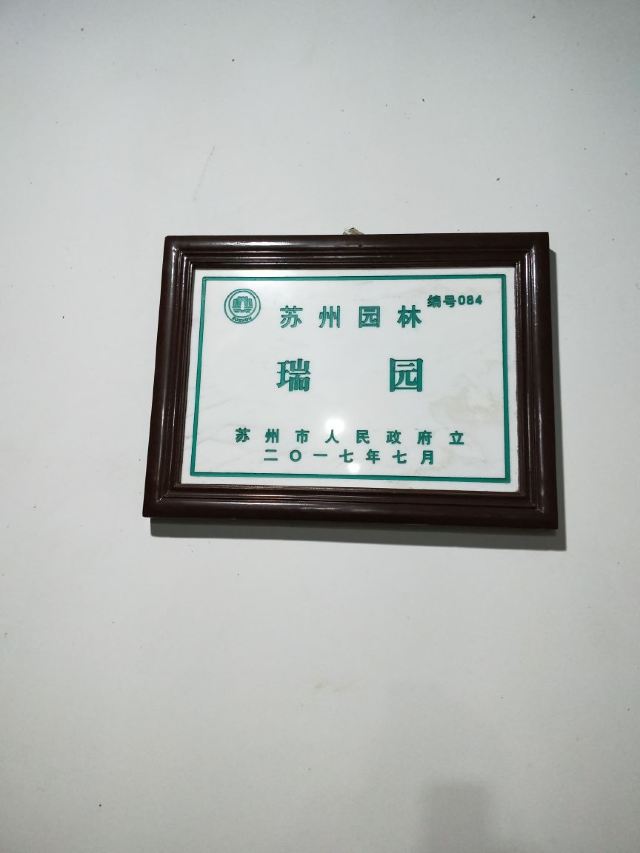 编号084
苏州园林
瑞园
苏州市人民政府立
二〇一七年七月